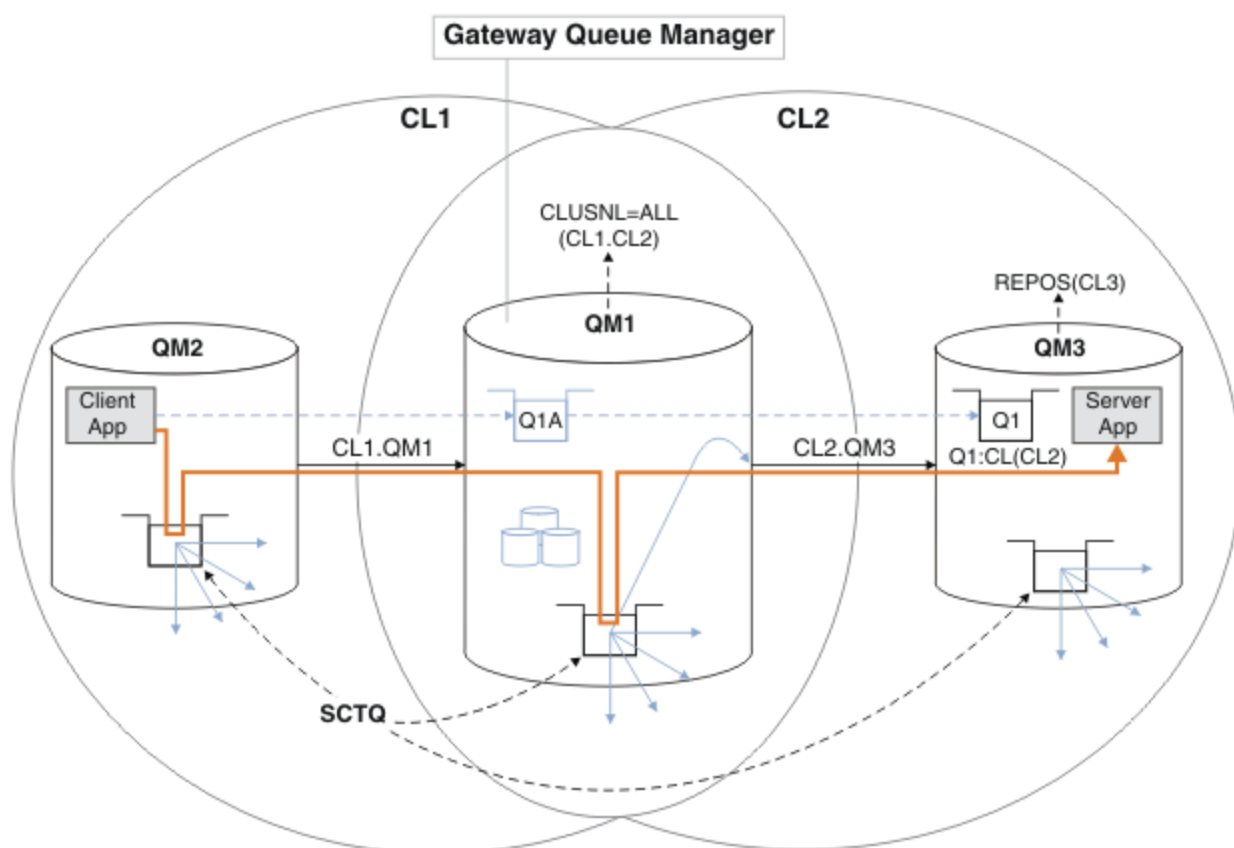 Gateway Queue Manager
CL1
CL2
CLUSNL=ALL
(CL1.CL2)
REPOS(CL3)
QM2
QM1
QM3
Client
App
Q1A
Q1
Server
App
CL1.QM1
CL2.QM3
Q1:CL(CL2)
SCTQ